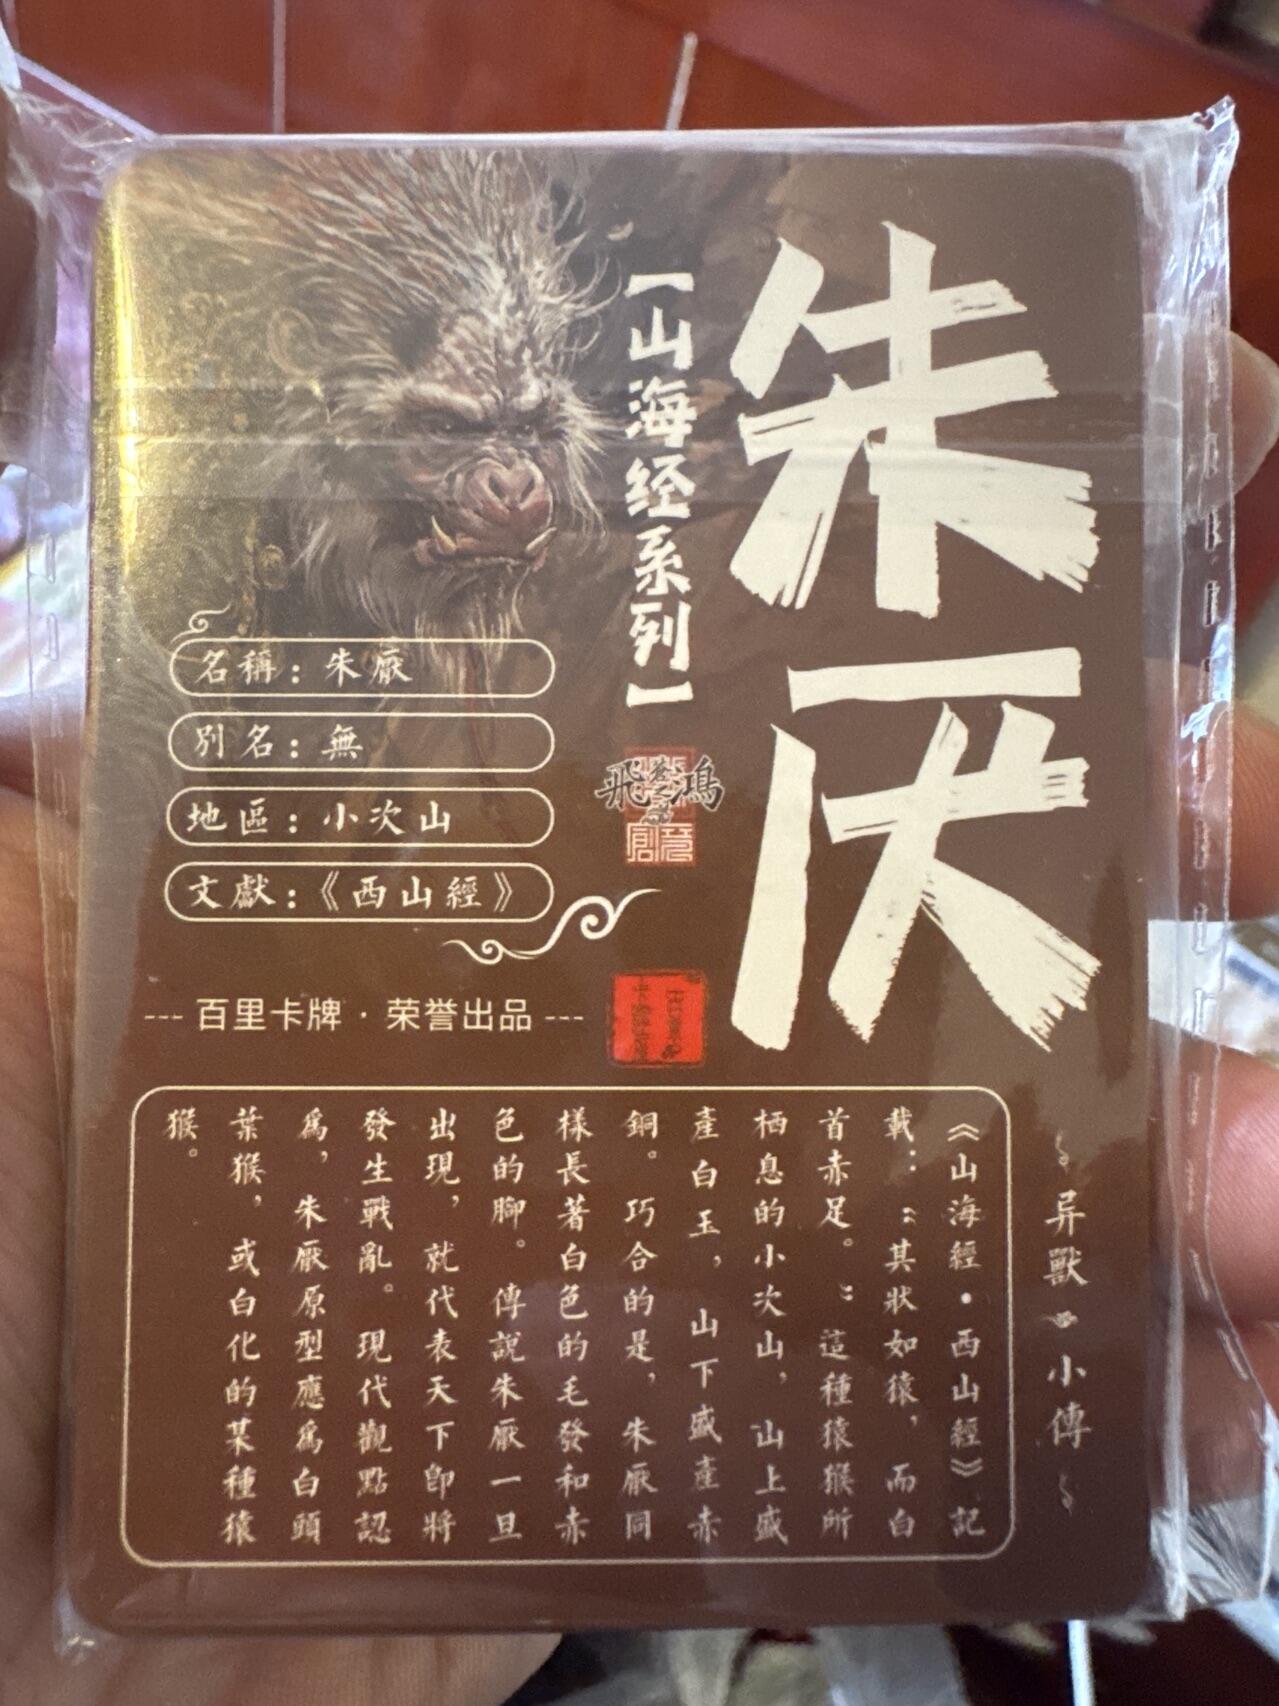 朱厌
【山海经系列】
飛鴻
名稱：朱厭
別名：無
地區：小次山
文獻：《西山經》
--- 百里卡牌 · 荣誉出品 ---
异獸 小傳
《山海經·西山經》記
載：“其狀如猿，而白
首赤足。”這種猿猴所
栖息的小次山，山上盛
產白玉，山下盛產赤
銅。巧合的是，朱厭同
樣長著白色的毛發和赤
色的腳。傳說朱厭一旦
出現，就代表天下即將
發生戰亂。現代觀點認
爲，朱厭原型應爲白頭
葉猴，或白化的某種猿
猴。